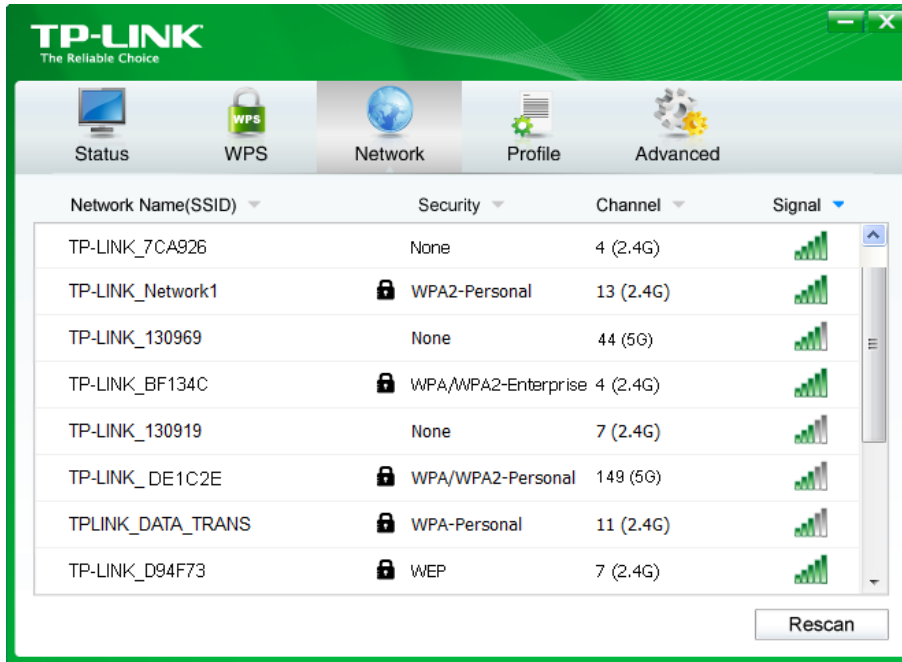 TP-LINK
The Reliable Choice
WPS
Status WPS Network Profile Advanced
Network Name(SSID) Security Channel Signal
TP-LINK_7CA926 None 4 (2.4G)
TP-LINK_Network1 WPA2-Personal 13 (2.4G)
TP-LINK_130969 None 44 (5G)
TP-LINK_BF134C WPA/WPA2-Enterprise 4 (2.4G)
TP-LINK_130919 None 7 (2.4G)
TP-LINK_ DE1C2E WPA/WPA2-Personal 149 (5G)
TPLINK_DATA_TRANS WPA-Personal 11 (2.4G)
TP-LINK_D94F73 WEP 7 (2.4G)
Rescan